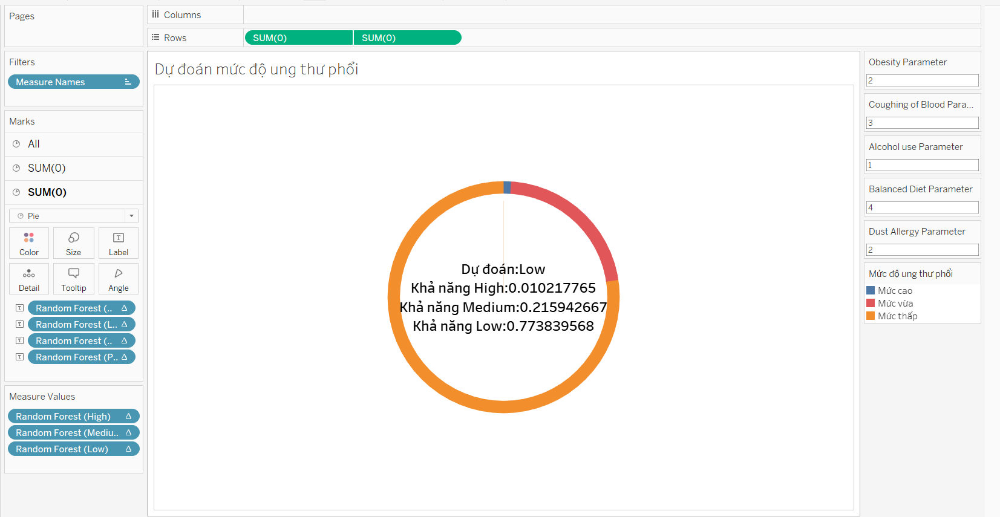 Pages
Columns
Rows
SUM(0)
SUM(0)
Filters
Measure Names
Marks
All
SUM(0)
SUM(0)
Pie
Color
Size
Label
Detail
Tooltip
Angle
Random Forest (..
Random Forest (L..
Random Forest (..
Random Forest (P..
Measure Values
Random Forest (High)
Random Forest (Mediu..
Random Forest (Low)
Dự đoán mức độ ung thư phổi
Dự đoán:Low
Khả năng High:0.010217765
Khả năng Medium:0.215942667
Khả năng Low:0.773839568
Obesity Parameter
2
Coughing of Blood Para...
3
Alcohol use Parameter
1
Balanced Diet Parameter
4
Dust Allergy Parameter
2
Mức độ ung thư phổi
Mức cao
Mức vừa
Mức thấp